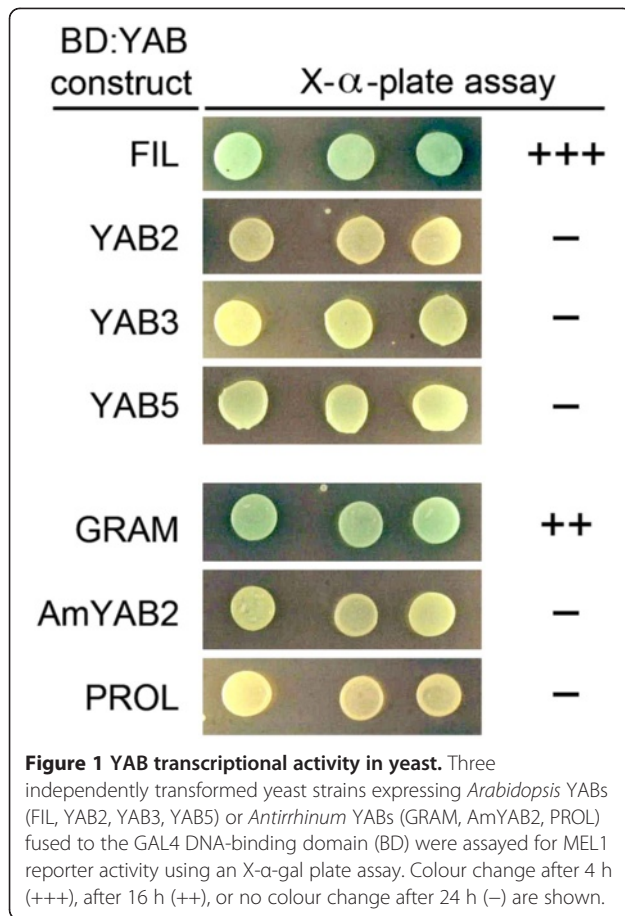 BD:YAB
construct
X-α-plate assay
FIL
+++
YAB2
–
YAB3
–
YAB5
–
GRAM
++
AmYAB2
–
PROL
–
Figure 1 YAB transcriptional activity in yeast. Three
independently transformed yeast strains expressing Arabidopsis YABs
(FIL, YAB2, YAB3, YAB5) or Antirrhinum YABs (GRAM, AmYAB2, PROL)
fused to the GAL4 DNA-binding domain (BD) were assayed for MEL1
reporter activity using an X-α-gal plate assay. Colour change after 4 h
(+++), after 16 h (++), or no colour change after 24 h (−) are shown.